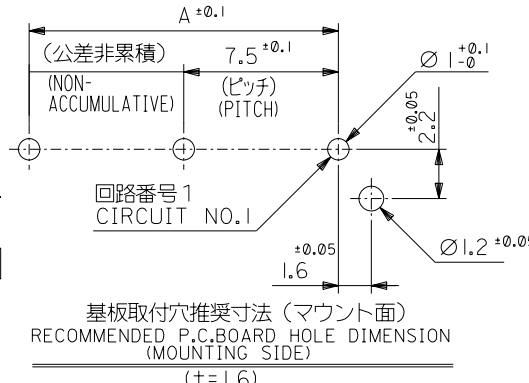 A ±0.1
(公差非累積)
(NON-
ACCUMULATIVE)
7.5 ±0.1
(ピッチ)
(PITCH)
Ø 1 +0.1
-0
2.2 ±0.05
回路番号1
CIRCUIT NO.1
±0.05
1.6
Ø1.2 ±0.05
基板取付穴推奨寸法 (マウント面)
RECOMMENDED P.C.BOARD HOLE DIMENSION
(MOUNTING SIDE)
(t=1.6)